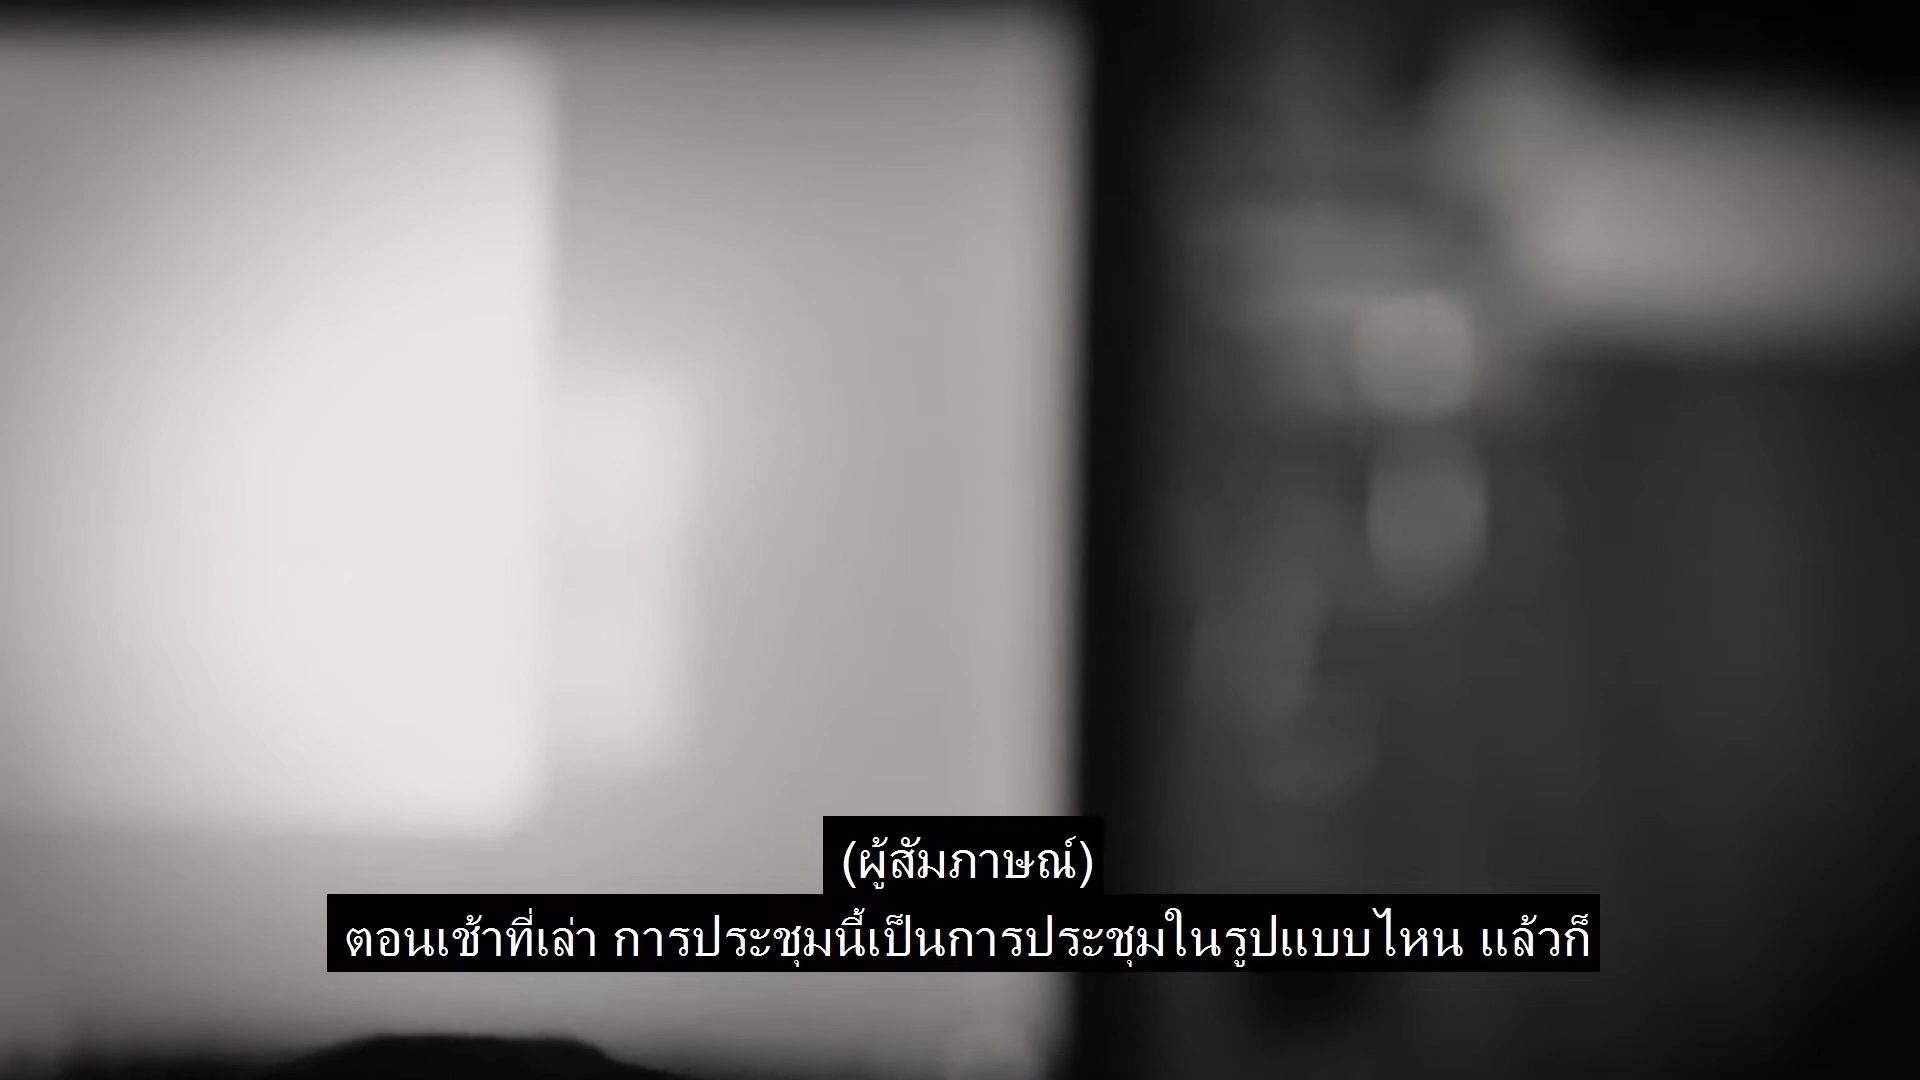 (ผู้สัมภาษณ์)
ตอนเช้าที่เล่า การประชุมนี้เป็นการประชุมในรูปแบบไหน แล้วก็